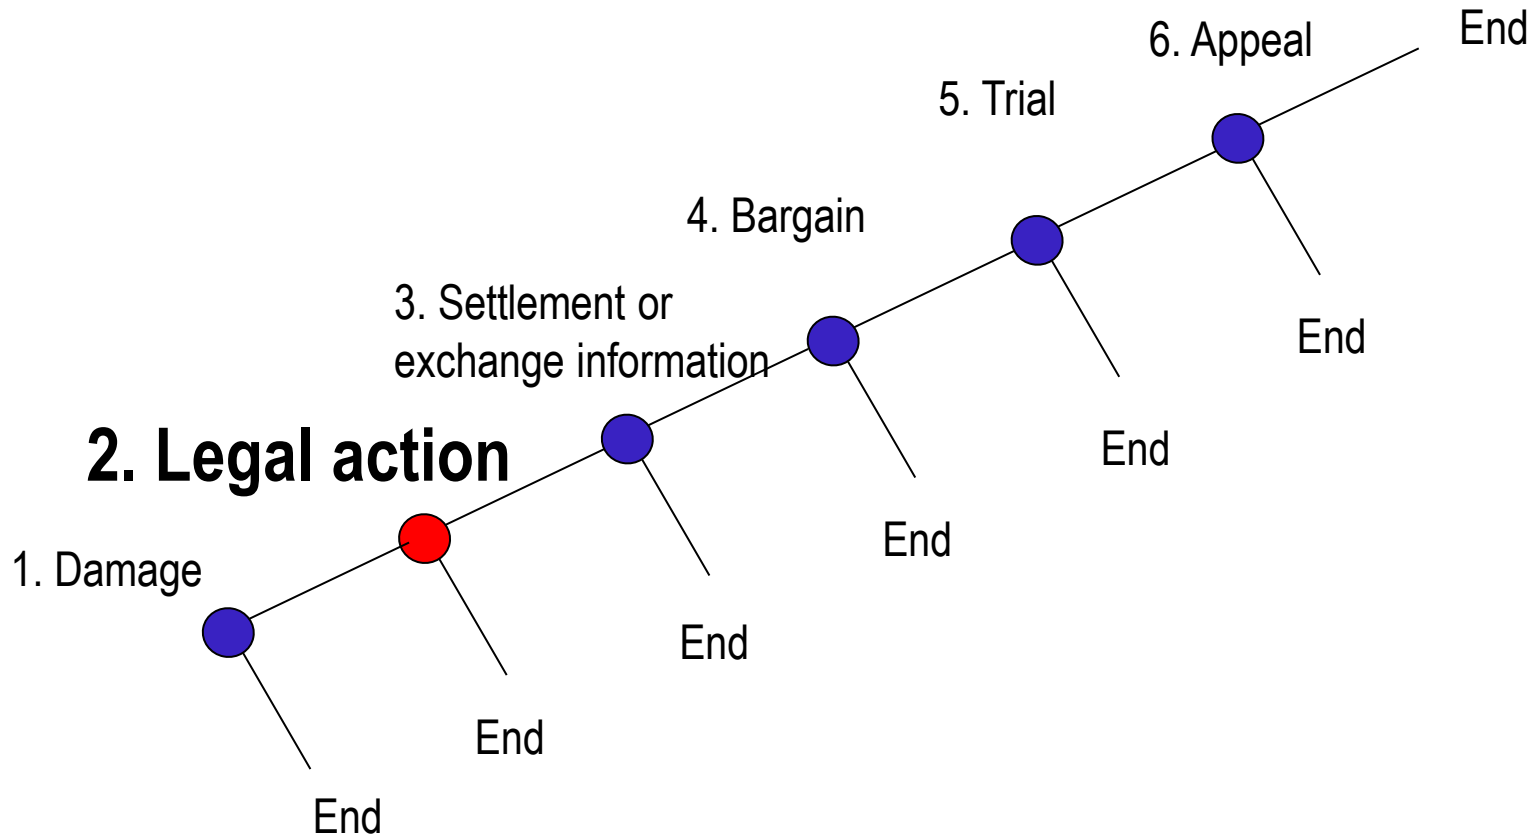 End
6. Appeal
5. Trial
4. Bargain
3. Settlement or
exchange information
End
2. Legal action
End
End
1. Damage
End
End
End